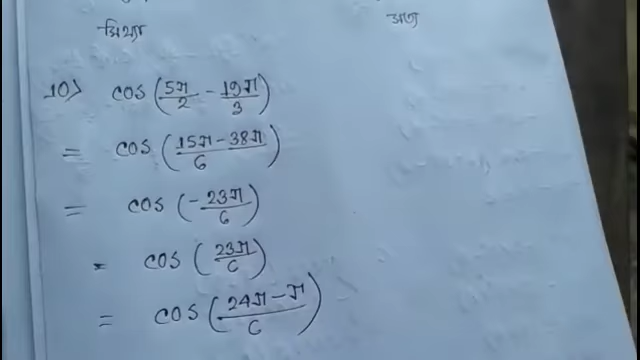 মিথ্যা সত্য
10) cos (5π/2 - 19π/3)
= cos (15π - 38π/6)
= cos (-23π/6)
= cos (23π/6)
= cos (24π - π/6)